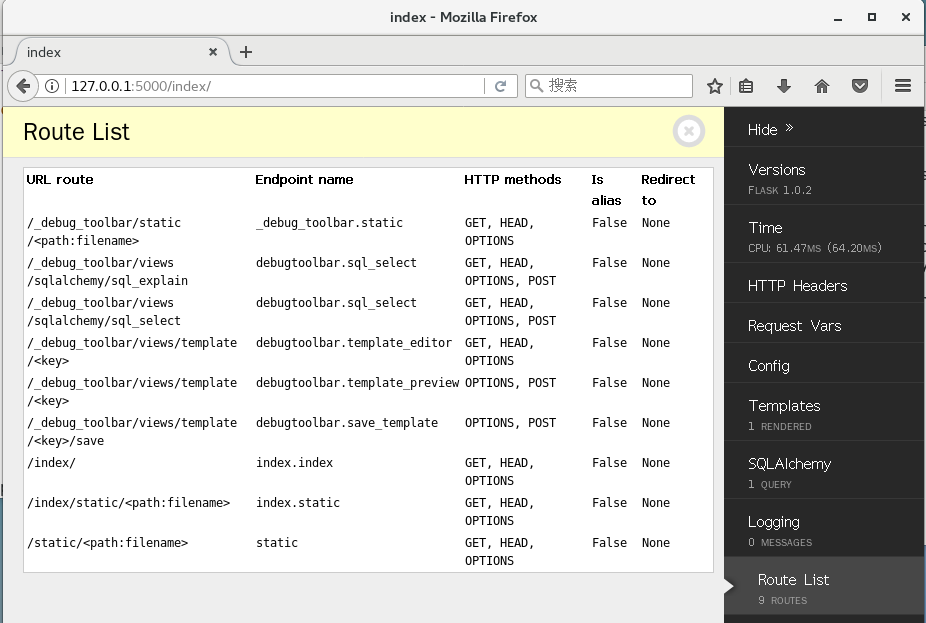 index - Mozilla Firefox
index
127.0.0.1:5000/index/
搜索
Route List
URL route Endpoint name HTTP methods Is alias Redirect to
/_debug_toolbar/static _debug_toolbar.static GET, HEAD, False None
/<path:filename> OPTIONS
/_debug_toolbar/views debugtoolbar.sql_select GET, HEAD, False None
/sqlalchemy/sql_explain OPTIONS, POST
/_debug_toolbar/views debugtoolbar.sql_select GET, HEAD, False None
/sqlalchemy/sql_select OPTIONS, POST
/_debug_toolbar/views/template debugtoolbar.template_editor GET, HEAD, False None
/<key> OPTIONS
/_debug_toolbar/views/template debugtoolbar.template_preview OPTIONS, POST False None
/<key>
/_debug_toolbar/views/template debugtoolbar.save_template OPTIONS, POST False None
/<key>/save
/index/ index.index GET, HEAD, False None
OPTIONS
/index/static/<path:filename> index.static GET, HEAD, False None
OPTIONS
/static/<path:filename> static GET, HEAD, False None
OPTIONS
Hide »
Versions
FLASK 1.0.2
Time
CPU: 61.47MS (64.20MS)
HTTP Headers
Request Vars
Config
Templates
1 RENDERED
SQLAlchemy
1 QUERY
Logging
0 MESSAGES
Route List
9 ROUTES